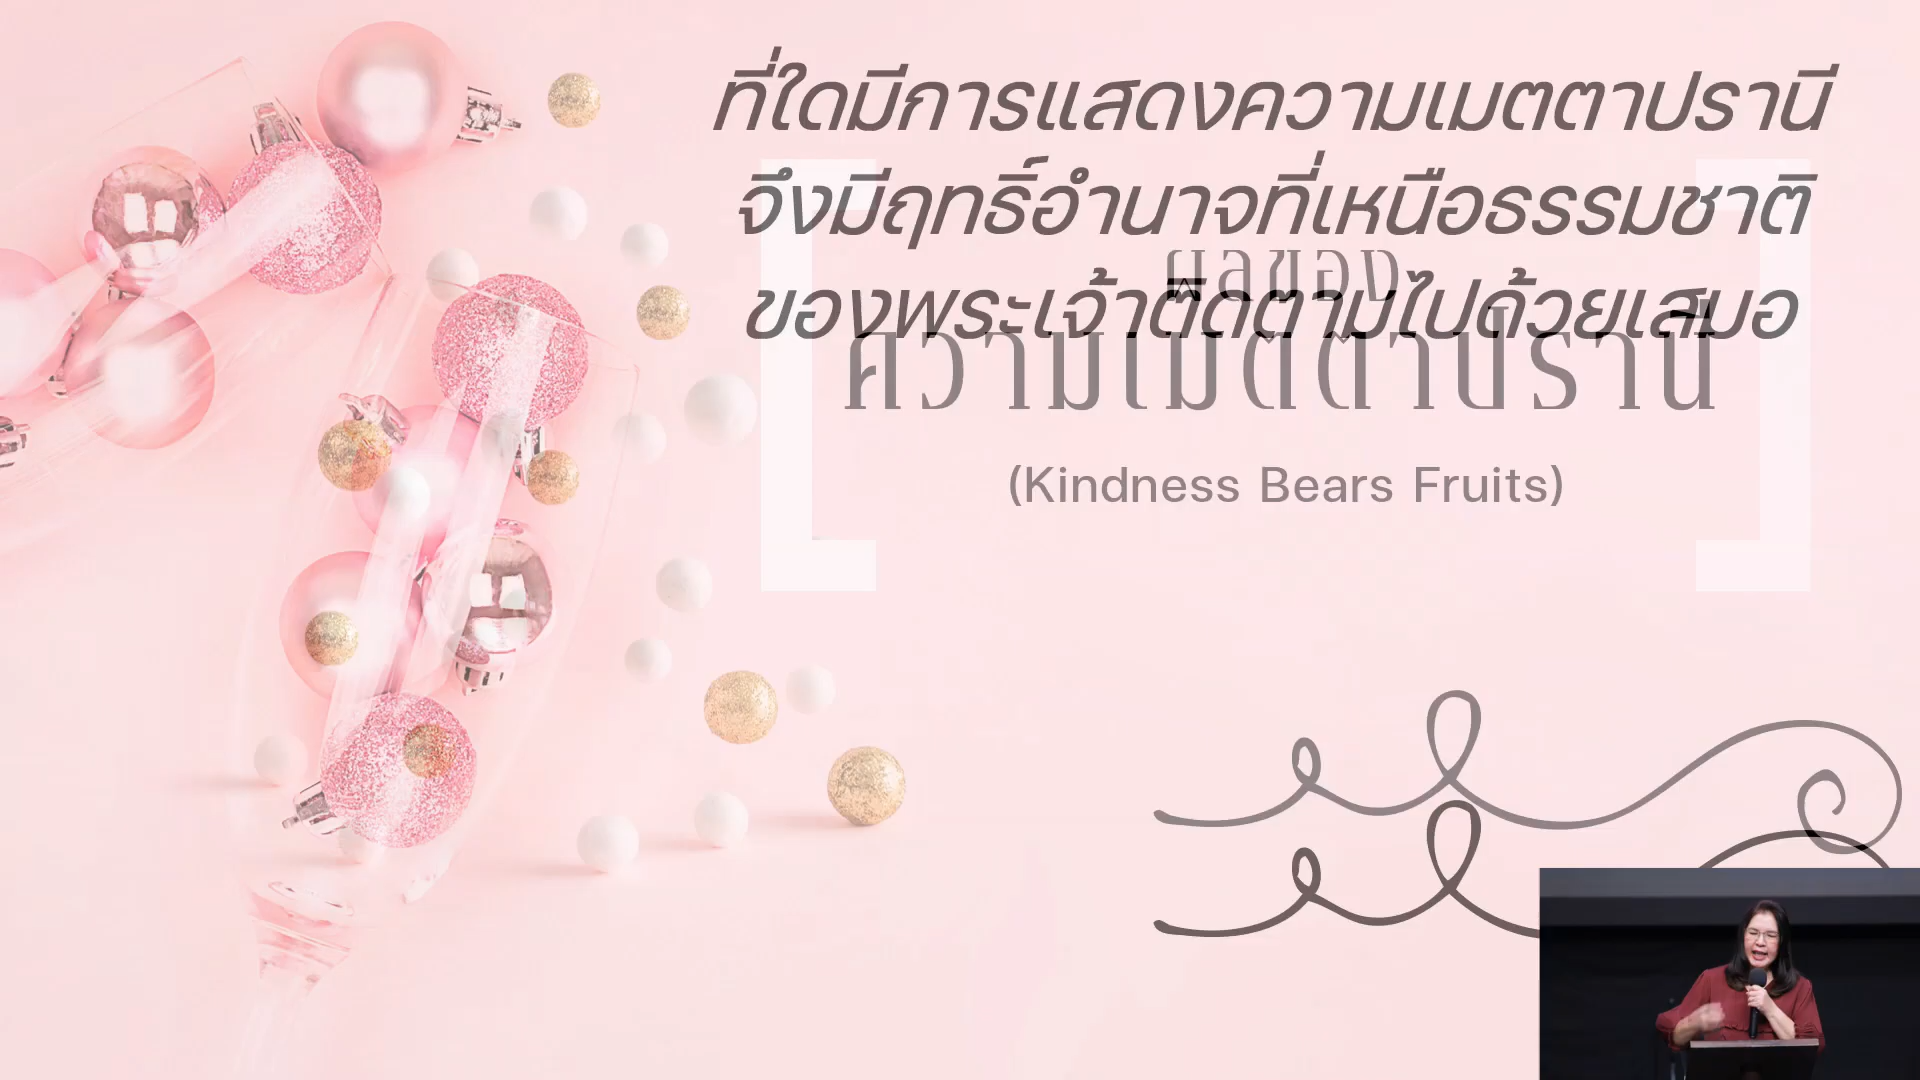 ที่ใดมีการแสดงความเมตตาปรานี
จึงมีฤทธิ์อำนาจที่เหนือธรรมชาติ
ของพระเจ้าติดตามไปด้วยเสมอ
ผลของ
ความเมตตาปรานี
(Kindness Bears Fruits)